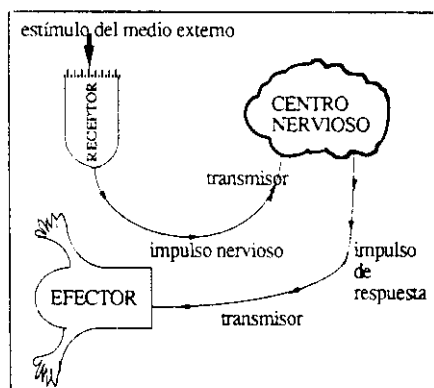 estímulo del medio externo
RECEPTOR
CENTRO
NERVIOSO
transmisor
impulso nervioso
impulso
de
respuesta
EFECTOR
transmisor